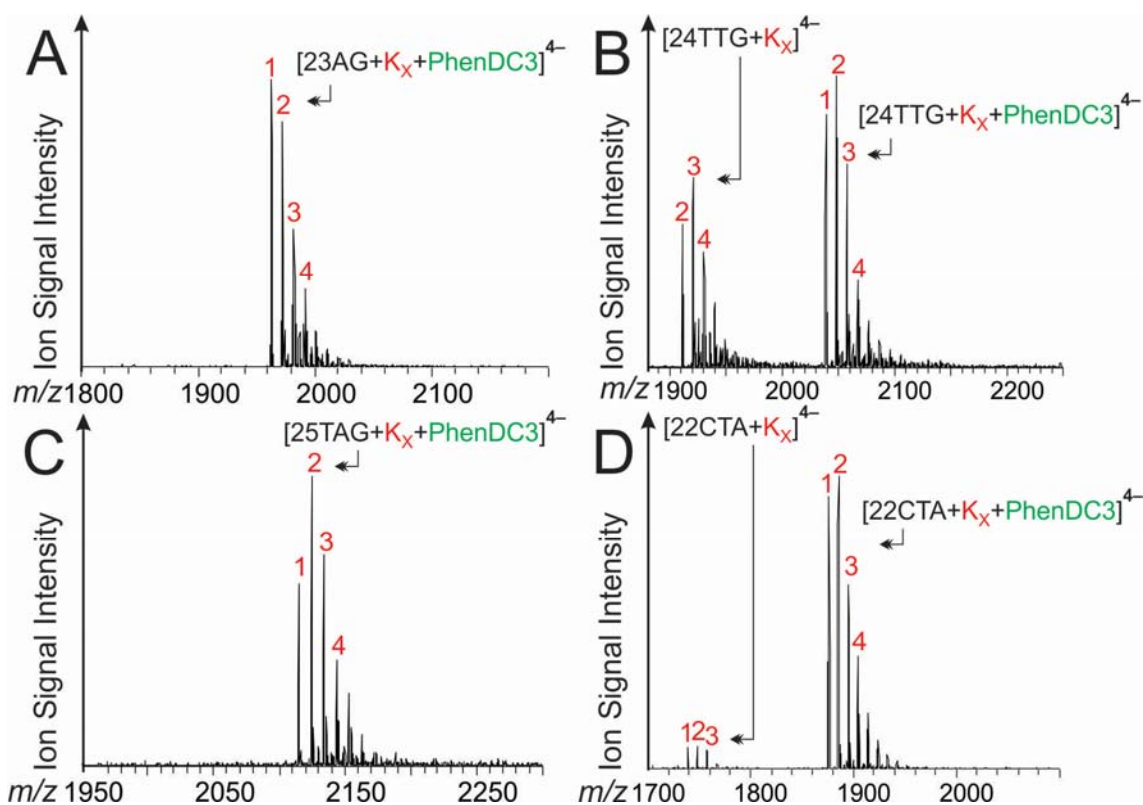 A
Ion Signal Intensity
[23AG+KX+PhenDC3]4–
1
2
3
4
m/z
1800 1900 2000 2100
B
Ion Signal Intensity
[24TTG+KX]4–
[24TTG+KX+PhenDC3]4–
2
3
4
1
2
3
4
m/z
1900 2000 2100 2200
C
Ion Signal Intensity
[25TAG+KX+PhenDC3]4–
1
2
3
4
m/z
1950 2050 2150 2250
D
Ion Signal Intensity
[22CTA+KX]4–
[22CTA+KX+PhenDC3]4–
123
1
2
3
4
m/z
1700 1800 1900 2000